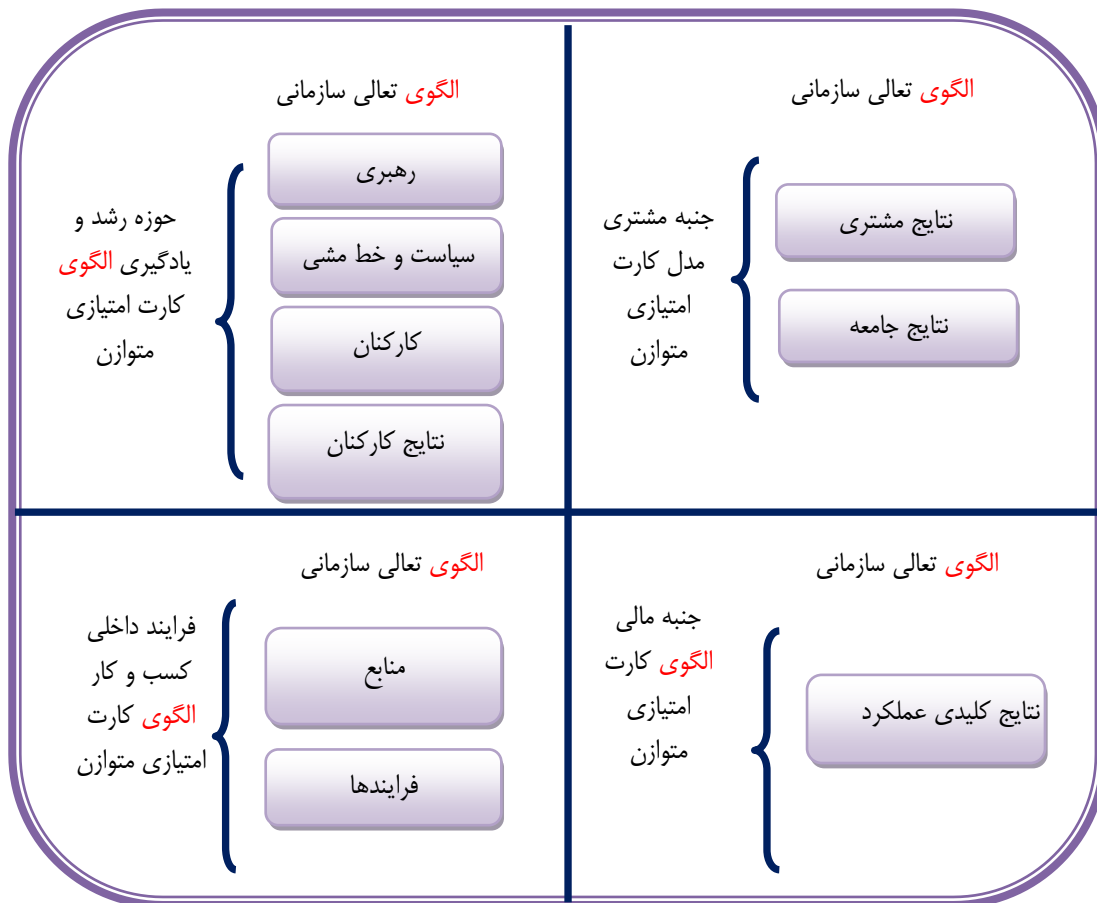 الگوی تعالی سازمانی
جنبه مشتری
مدل کارت
امتیازی
متوازن
نتایج مشتری
نتایج جامعه
الگوی تعالی سازمانی
حوزه رشد و
یادگیری الگوی
کارت امتیازی
متوازن
رهبری
سیاست و خط مشی
کارکنان
نتایج کارکنان
الگوی تعالی سازمانی
جنبه مالی
الگوی کارت
امتیازی
متوازن
نتایج کلیدی عملکرد
الگوی تعالی سازمانی
فرایند داخلی
کسب و کار
الگوی کارت
امتیازی متوازن
منابع
فرایندها